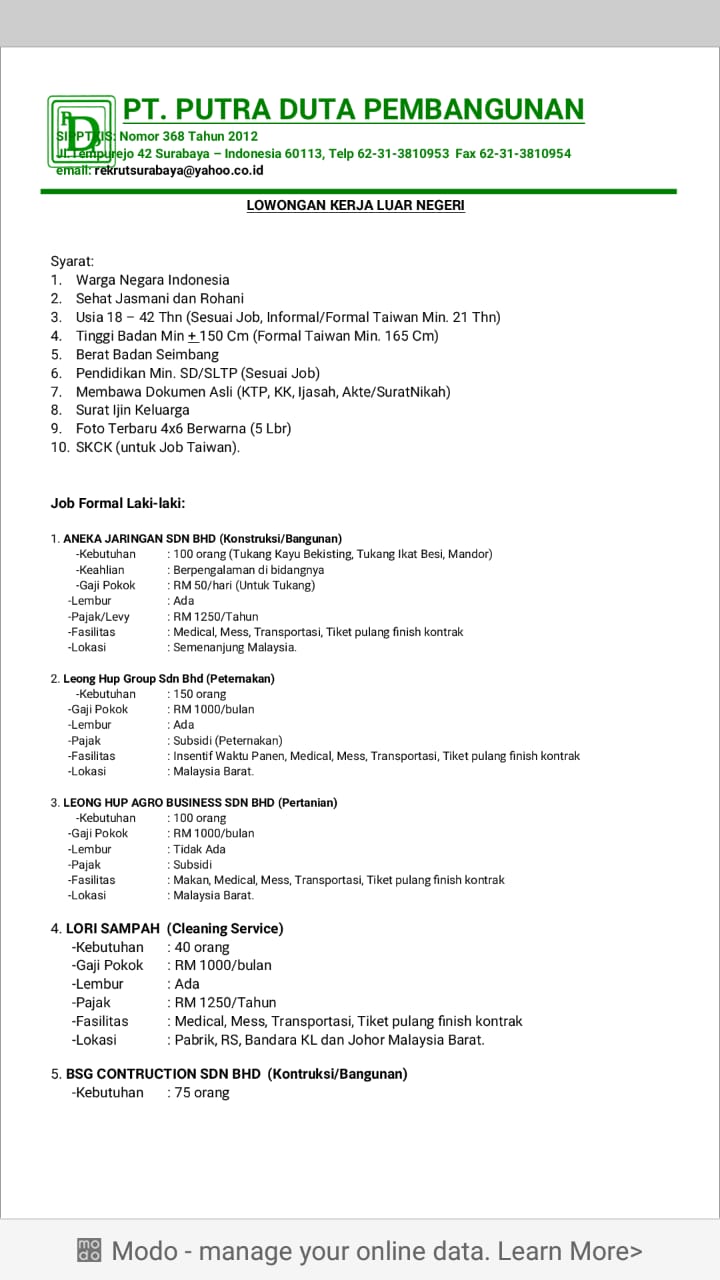 PT. PUTRA DUTA PEMBANGUNAN
PD
SIPPTKIS: Nomor 368 Tahun 2012
Jl.Tempurejo 42 Surabaya – Indonesia 60113, Telp 62-31-3810953 Fax 62-31-3810954
email: rekrutsurabaya@yahoo.co.id
LOWONGAN KERJA LUAR NEGERI
Syarat:
1. Warga Negara Indonesia
2. Sehat Jasmani dan Rohani
3. Usia 18 – 42 Thn (Sesuai Job, Informal/Formal Taiwan Min. 21 Thn)
4. Tinggi Badan Min + 150 Cm (Formal Taiwan Min. 165 Cm)
5. Berat Badan Seimbang
6. Pendidikan Min. SD/SLTP (Sesuai Job)
7. Membawa Dokumen Asli (KTP, KK, Ijasah, Akte/SuratNikah)
8. Surat Ijin Keluarga
9. Foto Terbaru 4x6 Berwarna (5 Lbr)
10. SKCK (untuk Job Taiwan).
Job Formal Laki-laki:
1. ANEKA JARINGAN SDN BHD (Konstruksi/Bangunan)
-Kebutuhan : 100 orang (Tukang Kayu Bekisting, Tukang Ikat Besi, Mandor)
-Keahlian : Berpengalaman di bidangnya
-Gaji Pokok : RM 50/hari (Untuk Tukang)
-Lembur : Ada
-Pajak/Levy : RM 1250/Tahun
-Fasilitas : Medical, Mess, Transportasi, Tiket pulang finish kontrak
-Lokasi : Semenanjung Malaysia.
2. Leong Hup Group Sdn Bhd (Peternakan)
-Kebutuhan : 150 orang
-Gaji Pokok : RM 1000/bulan
-Lembur : Ada
-Pajak : Subsidi (Peternakan)
-Fasilitas : Insentif Waktu Panen, Medical, Mess, Transportasi, Tiket pulang finish kontrak
-Lokasi : Malaysia Barat.
3. LEONG HUP AGRO BUSINESS SDN BHD (Pertanian)
-Kebutuhan : 100 orang
-Gaji Pokok : RM 1000/bulan
-Lembur : Tidak Ada
-Pajak : Subsidi
-Fasilitas : Makan, Medical, Mess, Transportasi, Tiket pulang finish kontrak
-Lokasi : Malaysia Barat.
4. LORI SAMPAH (Cleaning Service)
-Kebutuhan : 40 orang
-Gaji Pokok : RM 1000/bulan
-Lembur : Ada
-Pajak : RM 1250/Tahun
-Fasilitas : Medical, Mess, Transportasi, Tiket pulang finish kontrak
-Lokasi : Pabrik, RS, Bandara KL dan Johor Malaysia Barat.
5. BSG CONTRUCTION SDN BHD (Kontruksi/Bangunan)
-Kebutuhan : 75 orang
modo Modo - manage your online data. Learn More>